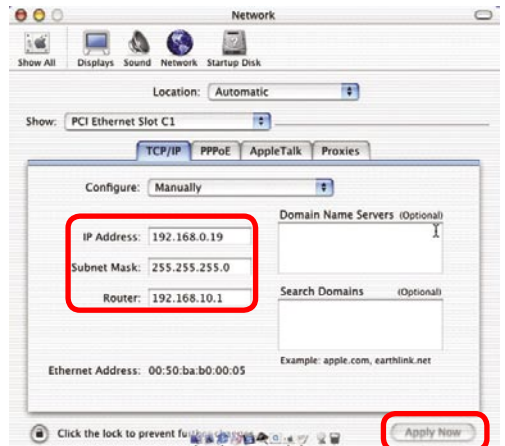 Network
Show All Displays Sound Network Startup Disk
Location: Automatic
Show: PCI Ethernet Slot C1
TCP/IP PPPoE AppleTalk Proxies
Configure: Manually
Domain Name Servers (Optional)
IP Address: 192.168.0.19
Subnet Mask: 255.255.255.0
Search Domains (Optional)
Router: 192.168.10.1
Example: apple.com, earthlink.net
Ethernet Address: 00:50:ba:b0:00:05
Click the lock to prevent
Apply Now